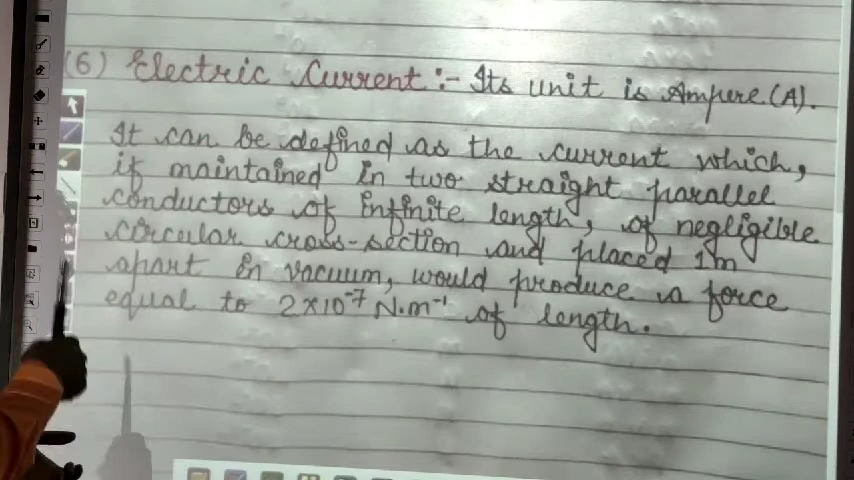 (6) Electric Current :- Its unit is Ampere.(A).
It can be defined as the current which,
if maintained in two straight parallel
conductors of infinite length, of negligible
circular cross-section and placed 1m
apart in vacuum, would produce a force
equal to 2×10⁻⁷ N.m⁻¹ of length.